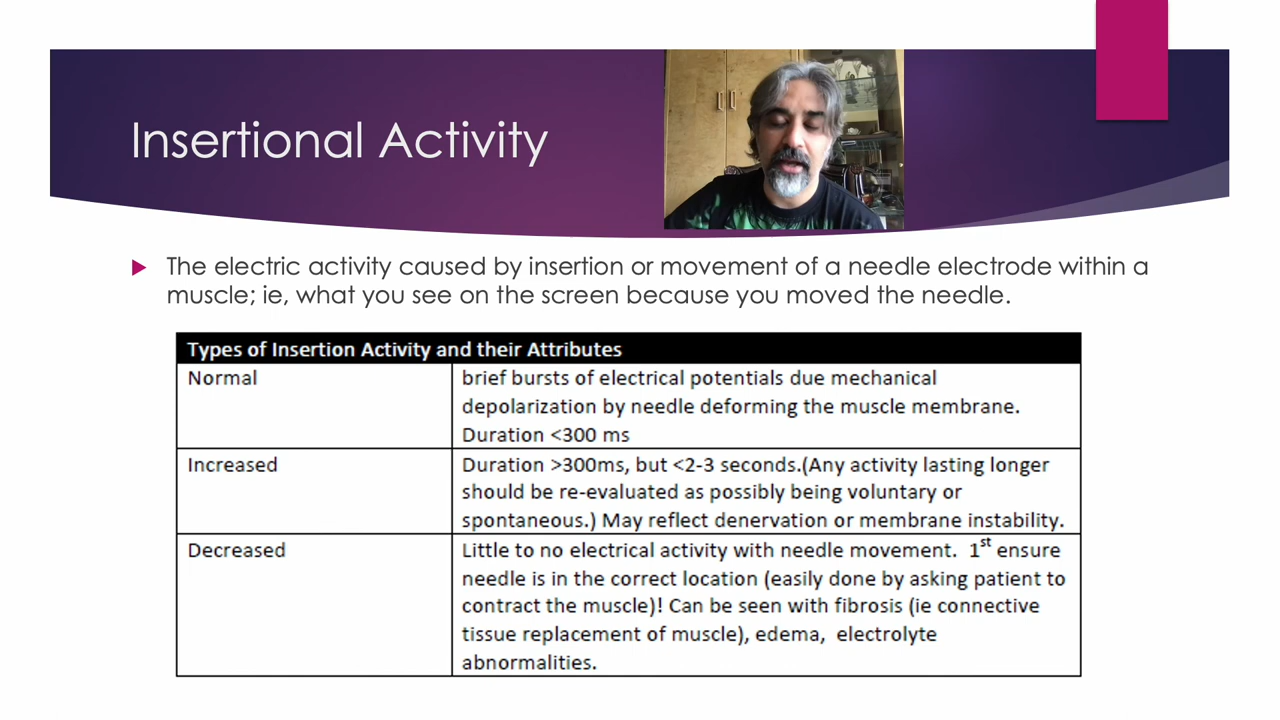 Insertional Activity
The electric activity caused by insertion or movement of a needle electrode within a
muscle; ie, what you see on the screen because you moved the needle.
Types of Insertion Activity and their Attributes
Normal
brief bursts of electrical potentials due mechanical
depolarization by needle deforming the muscle membrane.
Duration <300 ms
Increased
Duration >300ms, but <2-3 seconds.(Any activity lasting longer
should be re-evaluated as possibly being voluntary or
spontaneous.) May reflect denervation or membrane instability.
Decreased
Little to no electrical activity with needle movement. 1st ensure
needle is in the correct location (easily done by asking patient to
contract the muscle)! Can be seen with fibrosis (ie connective
tissue replacement of muscle), edema, electrolyte
abnormalities.